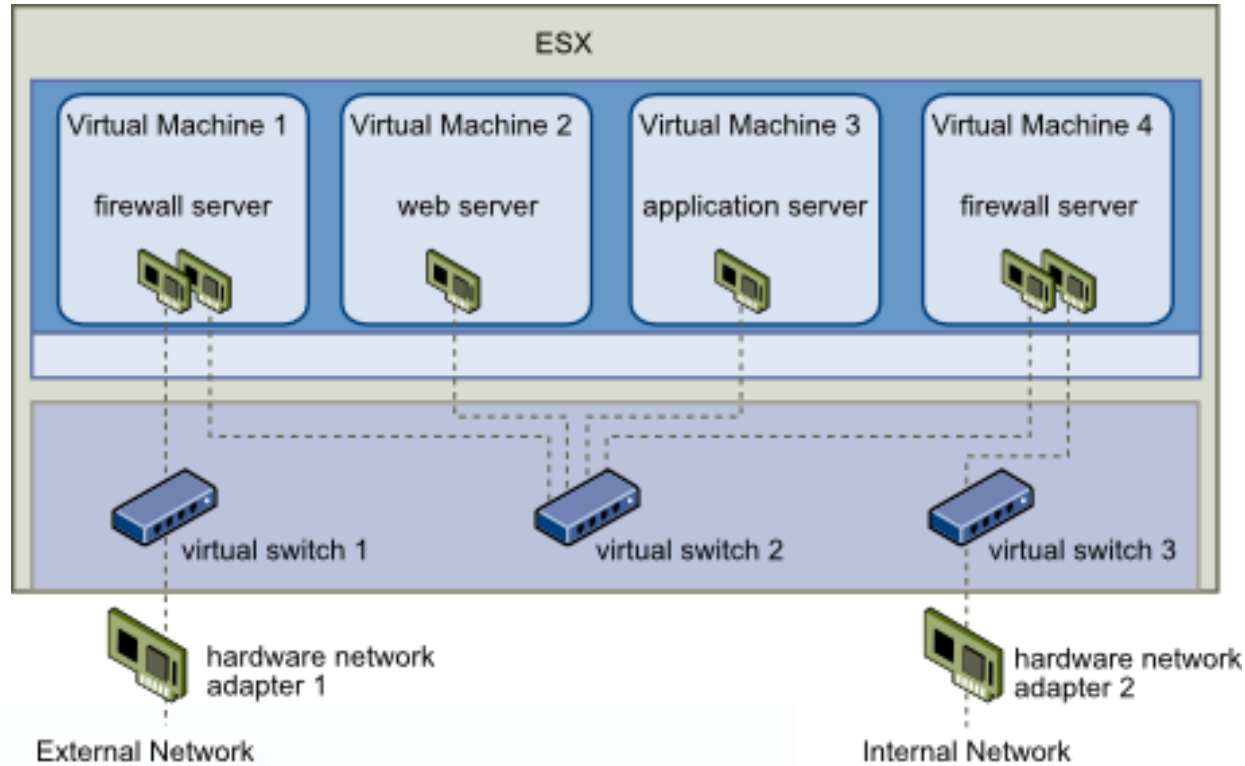 ESX
Virtual Machine 1
Virtual Machine 2
Virtual Machine 3
Virtual Machine 4
firewall server
web server
application server
firewall server
virtual switch 1
virtual switch 2
virtual switch 3
hardware network
adapter 1
hardware network
adapter 2
External Network
Internal Network